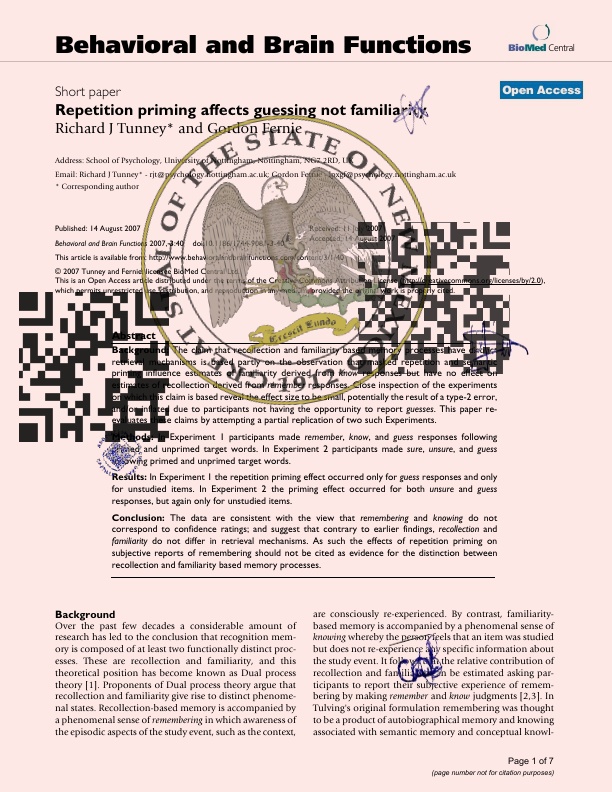 Behavioral and Brain Functions
BioMed Central
Short paper
Open Access
Repetition priming affects guessing not familiarity
Richard J Tunney* and Gordon Fernie
Address: School of Psychology, University of Nottingham, Nottingham, NG7 2RD, UK
Email: Richard J Tunney* - rjt@psychology.nottingham.ac.uk; Gordon Fernie - @psychology.nottingham.ac.uk
* Corresponding author
Published: 14 August 2007
Received: 11 July 2007
Accepted: 14 August 2007
Behavioral and Brain Functions 2007, 3:40
This article is available from: http://www.behavioralandbrainfunctions.com/content/3/1/40
© 2007 Tunney and Fernie; licensee BioMed Central Ltd.
This is an Open Access article distributed under the terms of the Creative Commons Attribution License (http://creativecommons.org/licenses/by/2.0),
which permits unrestricted use, distribution, and reproduction in any medium, provided the original work is properly cited.
STATE OF NEW
1912
Crescit Eundo
Abstract
Background: The claim that recollection and familiarity based memory processes have distinct
retrieval mechanisms is based partly on the observation that masked repetition and semantic
priming influence estimates of familiarity derived from know responses but have no effect on
estimates of recollection derived from remember responses. Close inspection of the experiments
on which this claim is based reveal the effect size to be small, potentially the result of a type-2 error,
and/or inflated due to participants not having the opportunity to report guesses. This paper re-
evaluates these claims by attempting a partial replication of two such Experiments.
Methods: In Experiment 1 participants made remember, know, and guess responses following
primed and unprimed target words. In Experiment 2 participants made sure, unsure, and guess
following primed and unprimed target words.
Results: In Experiment 1 the repetition priming effect occurred only for guess responses and only
for unstudied items. In Experiment 2 the priming effect occurred for both unsure and guess
responses, but again only for unstudied items.
Conclusion: The data are consistent with the view that remembering and knowing do not
correspond to confidence ratings; and suggest that contrary to earlier findings, recollection and
familiarity do not differ in retrieval mechanisms. As such the effects of repetition priming on
subjective reports of remembering should not be cited as evidence for the distinction between
recollection and familiarity based memory processes.
Background
Over the past few decades a considerable amount of
research has led to the conclusion that recognition mem-
ory is composed of at least two functionally distinct proc-
esses. These are recollection and familiarity, and this
theoretical position has become known as Dual process
theory [1]. Proponents of Dual process theory argue that
recollection and familiarity give rise to distinct phenome-
nal states. Recollection-based memory is accompanied by
a phenomenal sense of remembering in which awareness of
the episodic aspects of the study event, such as the context,
are consciously re-experienced. By contrast, familiarity-
based memory is accompanied by a phenomenal sense of
knowing whereby the person feels that an item was studied
but does not re-experience any specific information about
the study event. It follows that the relative contribution of
recollection and familiarity can be estimated asking par-
ticipants to report their subjective experience of remem-
bering by making remember and know judgments [2,3]. In
Tulving's original formulation remembering was thought
to be a product of autobiographical memory and knowing
associated with semantic memory and conceptual knowl-
Page 1 of 7
(page number not for citation purposes)